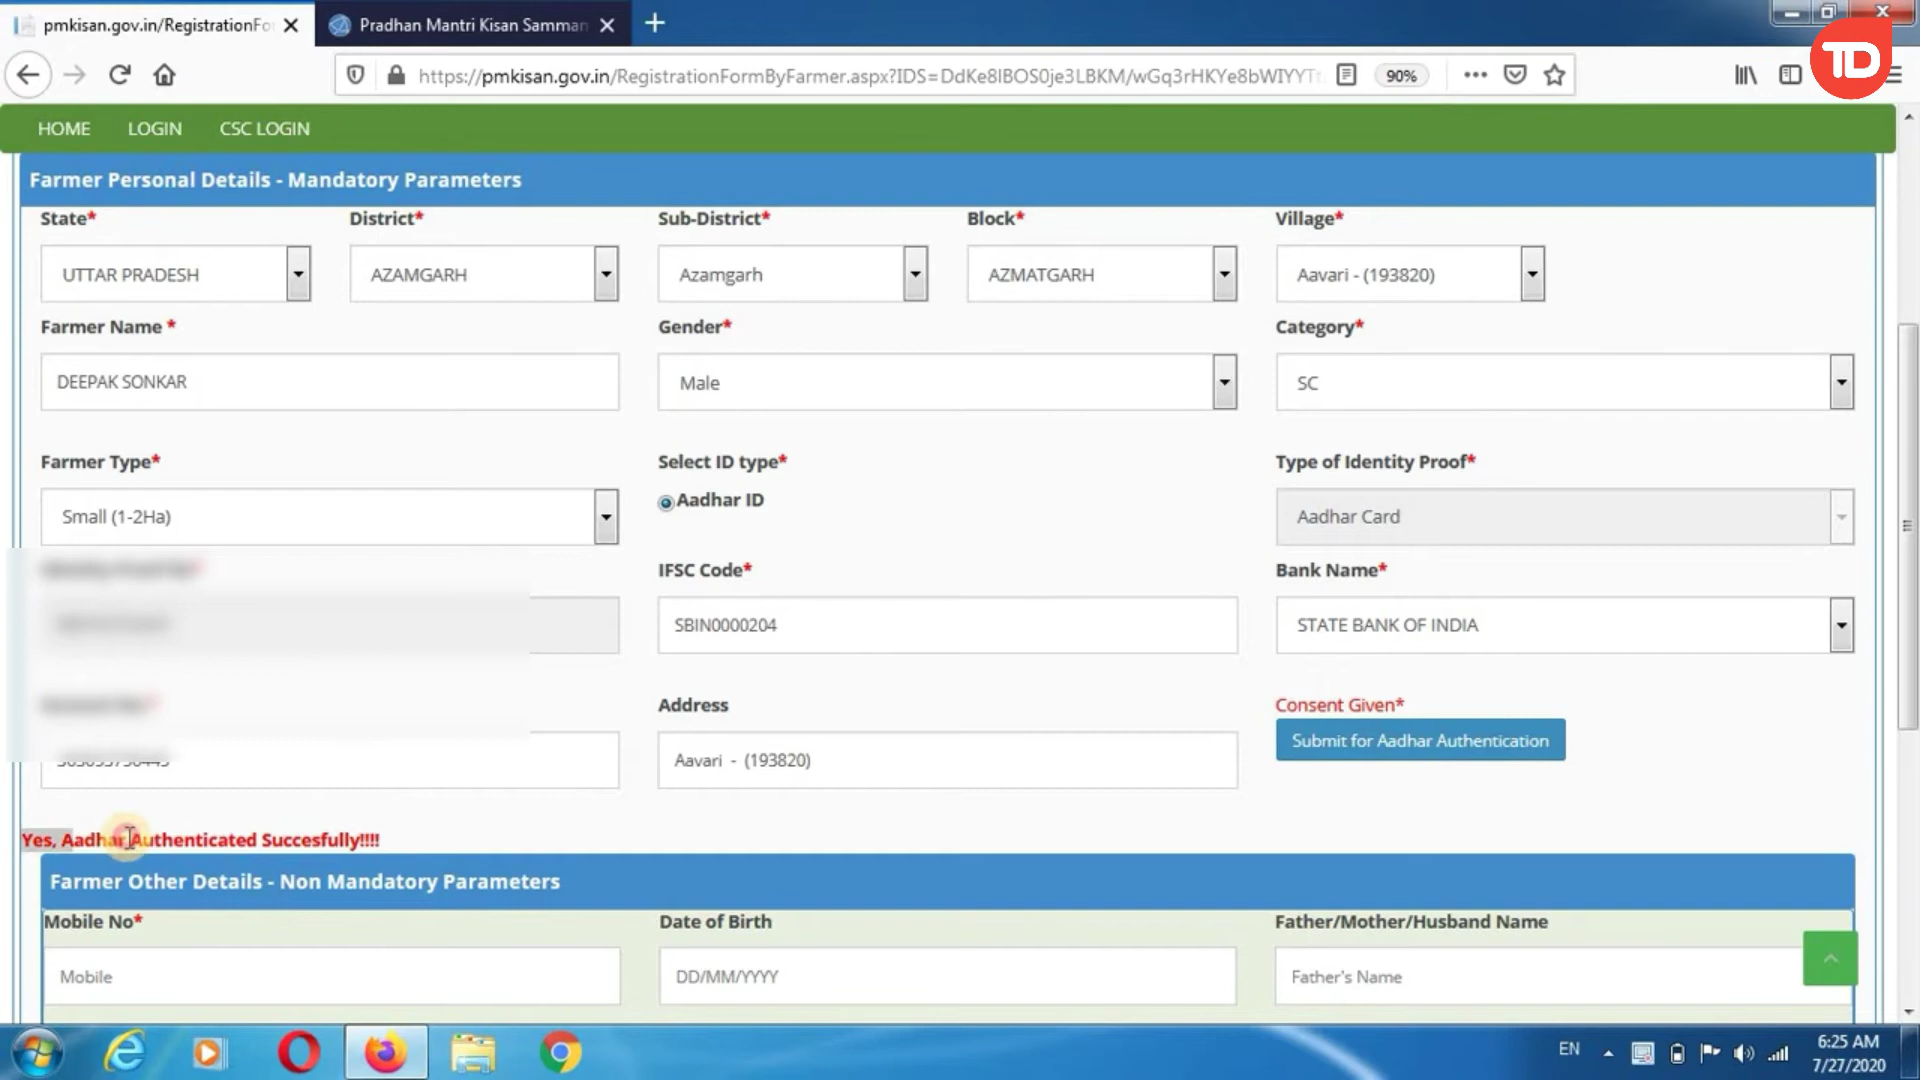 pmkisan.gov.in/RegistrationFo
Pradhan Mantri Kisan Samman
https://pmkisan.gov.in/RegistrationFormByFarmer.aspx?IDS=DdKe8lBOS0je3LBKM/wGq3rHKYe8bWIYYT
90%
TD
HOME LOGIN CSC LOGIN
Farmer Personal Details - Mandatory Parameters
State* District* Sub-District* Block* Village*
UTTAR PRADESH AZAMGARH Azamgarh AZMATGARH Aavari - (193820)
Farmer Name * Gender* Category*
DEEPAK SONKAR Male SC
Farmer Type* Select ID type* Type of Identity Proof*
Small (1-2Ha) Aadhar ID Aadhar Card
IFSC Code* Bank Name*
SBIN0000204 STATE BANK OF INDIA
Address Consent Given*
Aavari - (193820) Submit for Aadhar Authentication
Yes, Aadhar Authenticated Succesfully!!!!
Farmer Other Details - Non Mandatory Parameters
Mobile No* Date of Birth Father/Mother/Husband Name
Mobile DD/MM/YYYY Father's Name
EN 6:25 AM
7/27/2020